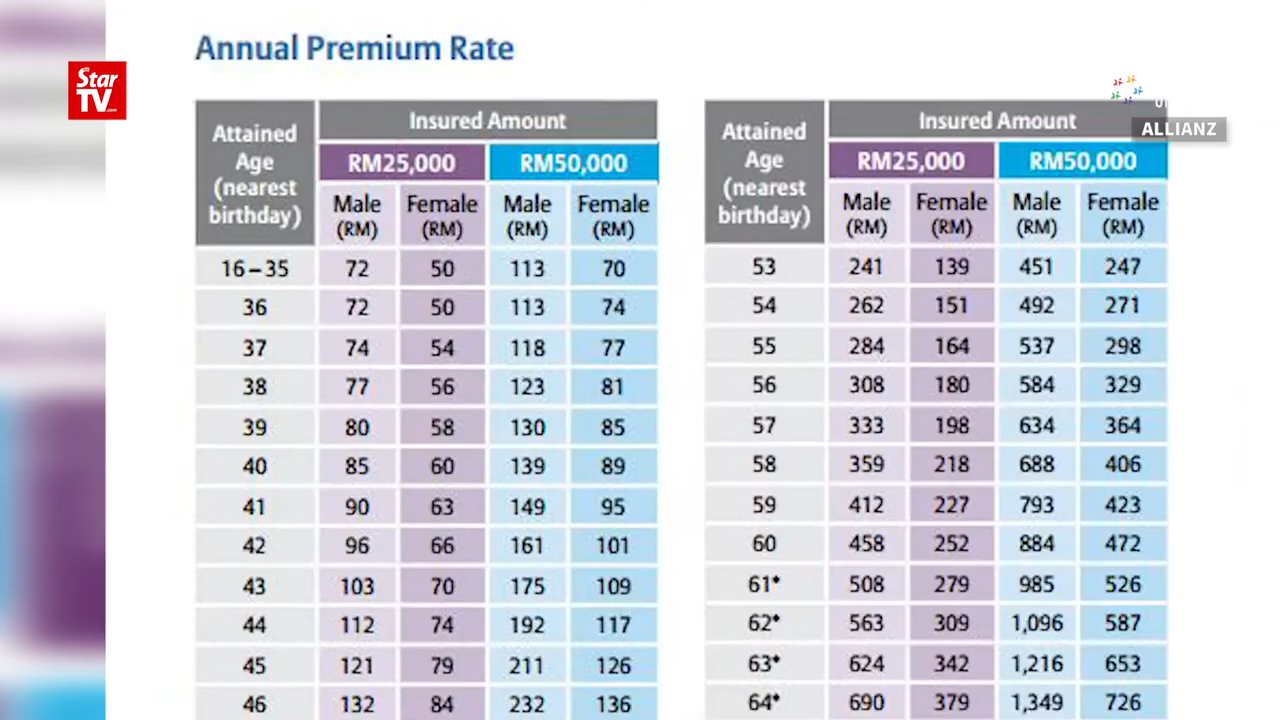 the Star
TV.com
Annual Premium Rate
Attained Age (nearest birthday) Insured Amount
RM25,000 RM50,000
Male (RM) Female (RM) Male (RM) Female (RM)
16–35 72 50 113 70
36 72 50 113 74
37 74 54 118 77
38 77 56 123 81
39 80 58 130 85
40 85 60 139 89
41 90 63 149 95
42 96 66 161 101
43 103 70 175 109
44 112 74 192 117
45 121 79 211 126
46 132 84 232 136
ALLIANZ
Attained Age (nearest birthday) Insured Amount
RM25,000 RM50,000
Male (RM) Female (RM) Male (RM) Female (RM)
53 241 139 451 247
54 262 151 492 271
55 284 164 537 298
56 308 180 584 329
57 333 198 634 364
58 359 218 688 406
59 412 227 793 423
60 458 252 884 472
61* 508 279 985 526
62* 563 309 1,096 587
63* 624 342 1,216 653
64* 690 379 1,349 726